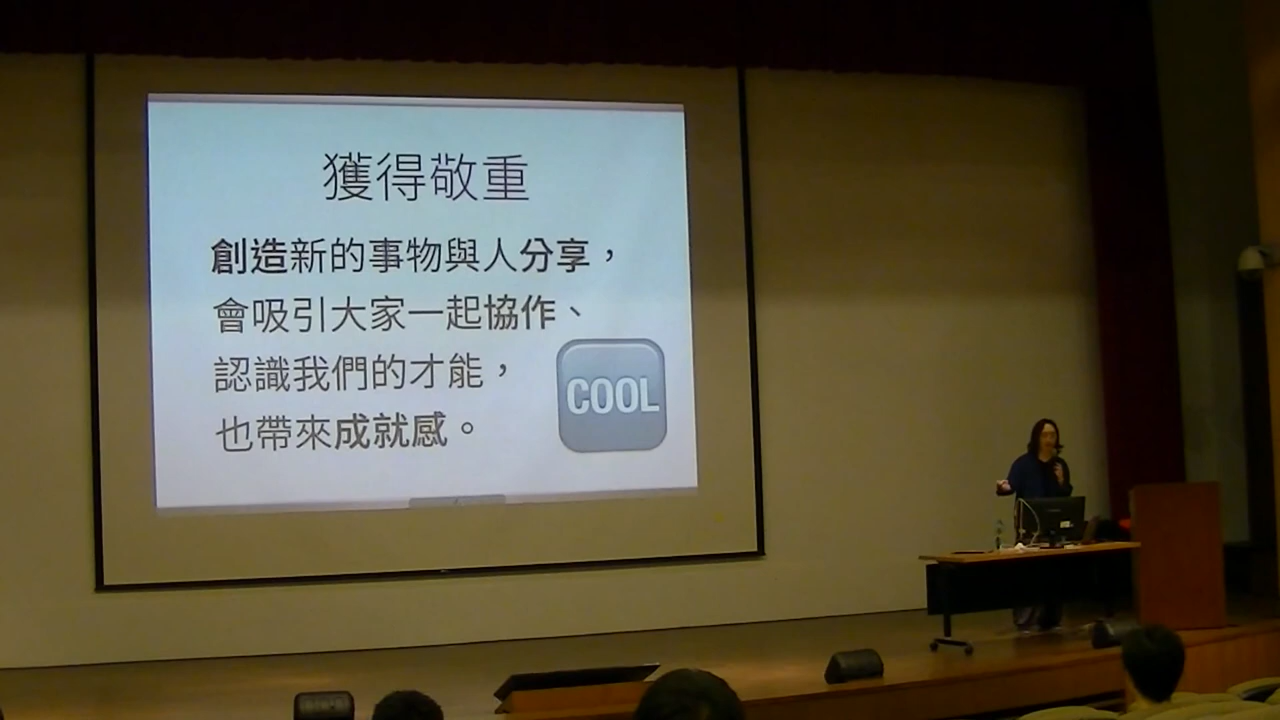 獲得敬重
創造新的事物與人分享，
會吸引大家一起協作、
認識我們的才能，
也帶來成就感。
COOL